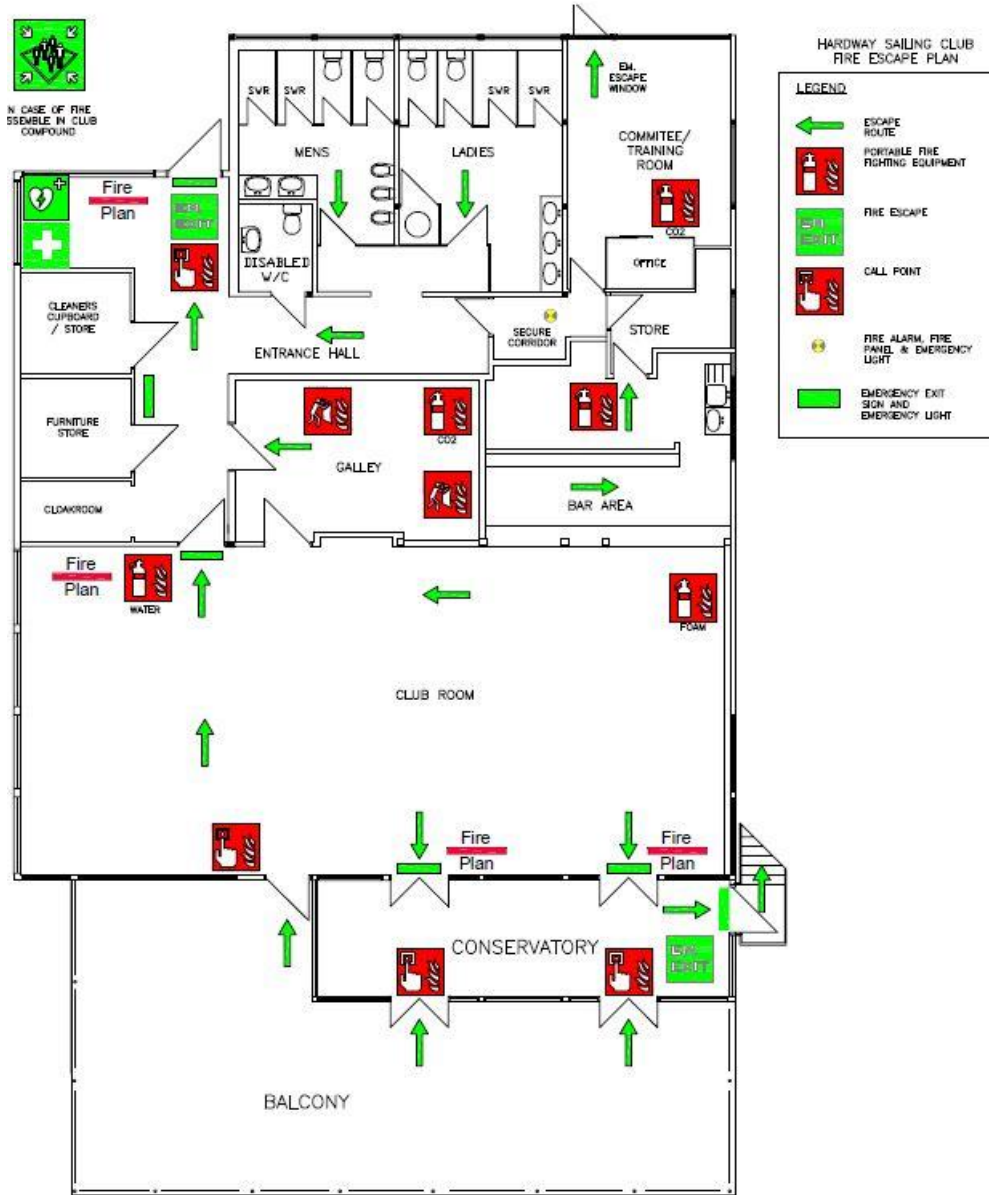 HARDWAY SAILING CLUB
FIRE ESCAPE PLAN
N CASE OF FIRE
SSEMBLE IN CLUB
COMPOUND
LEGEND
ESCAPE
ROUTE
PORTABLE FIRE
FIGHTING EQUIPMENT
FIRE ESCAPE
CALL POINT
FIRE ALARM, FIRE
PANEL & EMERGENCY
LIGHT
EMERGENCY EXIT
SIGN AND
EMERGENCY LIGHT
SWR
SWR
SWR
SWR
EM.
ESCAPE
WINDOW
MENS
LADIES
COMMITEE/
TRAINING
ROOM
CO2
Fire
Plan
EXIT
DISABLED
W/C
OFFICE
CLEANERS
CUPBOARD
/ STORE
ENTRANCE HALL
SECURE
CORRIDOR
STORE
FURNITURE
STORE
CO2
GALLEY
CLOAKROOM
BAR AREA
Fire
Plan
WATER
FOAM
CLUB ROOM
Fire
Plan
Fire
Plan
CONSERVATORY
EXIT
BALCONY